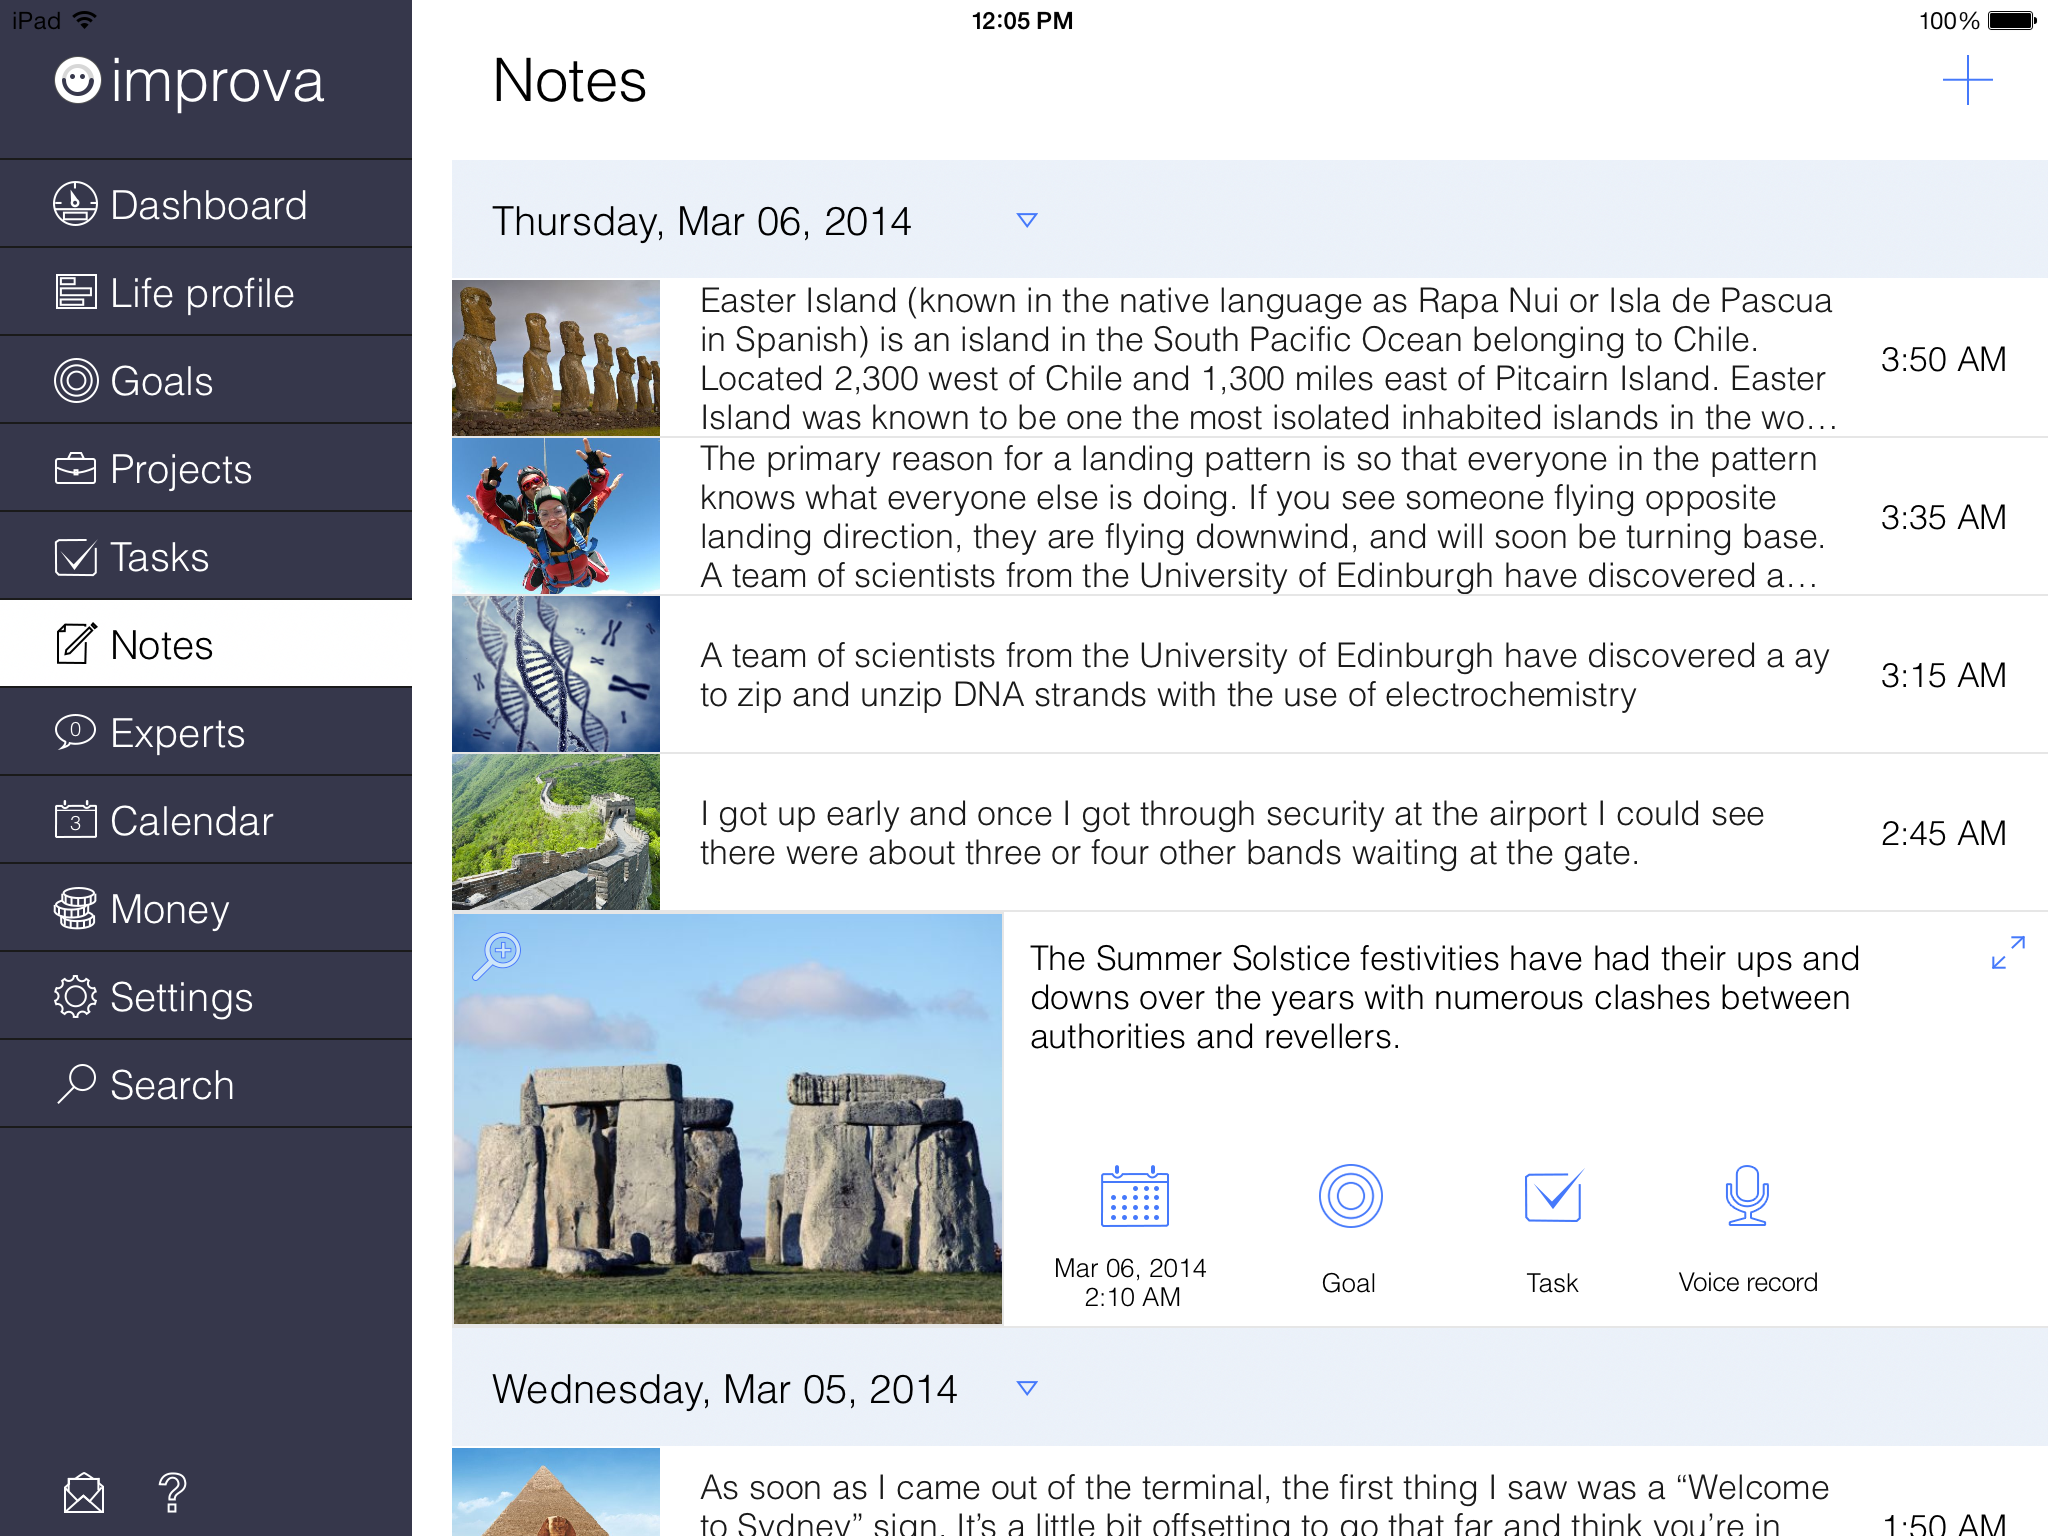 iPad
12:05 PM
100%
improva
Notes
Dashboard
Life profile
Goals
Projects
Tasks
Notes
0
Experts
3
Calendar
Money
Settings
Search
?
Thursday, Mar 06, 2014
Easter Island (known in the native language as Rapa Nui or Isla de Pascua
in Spanish) is an island in the South Pacific Ocean belonging to Chile.
Located 2,300 west of Chile and 1,300 miles east of Pitcairn Island. Easter
Island was known to be one the most isolated inhabited islands in the wo...
3:50 AM
The primary reason for a landing pattern is so that everyone in the pattern
knows what everyone else is doing. If you see someone flying opposite
landing direction, they are flying downwind, and will soon be turning base.
A team of scientists from the University of Edinburgh have discovered a...
3:35 AM
A team of scientists from the University of Edinburgh have discovered a ay
to zip and unzip DNA strands with the use of electrochemistry
3:15 AM
I got up early and once I got through security at the airport I could see
there were about three or four other bands waiting at the gate.
2:45 AM
The Summer Solstice festivities have had their ups and
downs over the years with numerous clashes between
authorities and revellers.
Mar 06, 2014
2:10 AM
Goal
Task
Voice record
Wednesday, Mar 05, 2014
As soon as I came out of the terminal, the first thing I saw was a “Welcome
to Sydney” sign. It’s a little bit offsetting to go that far and think you’re in
1:50 AM